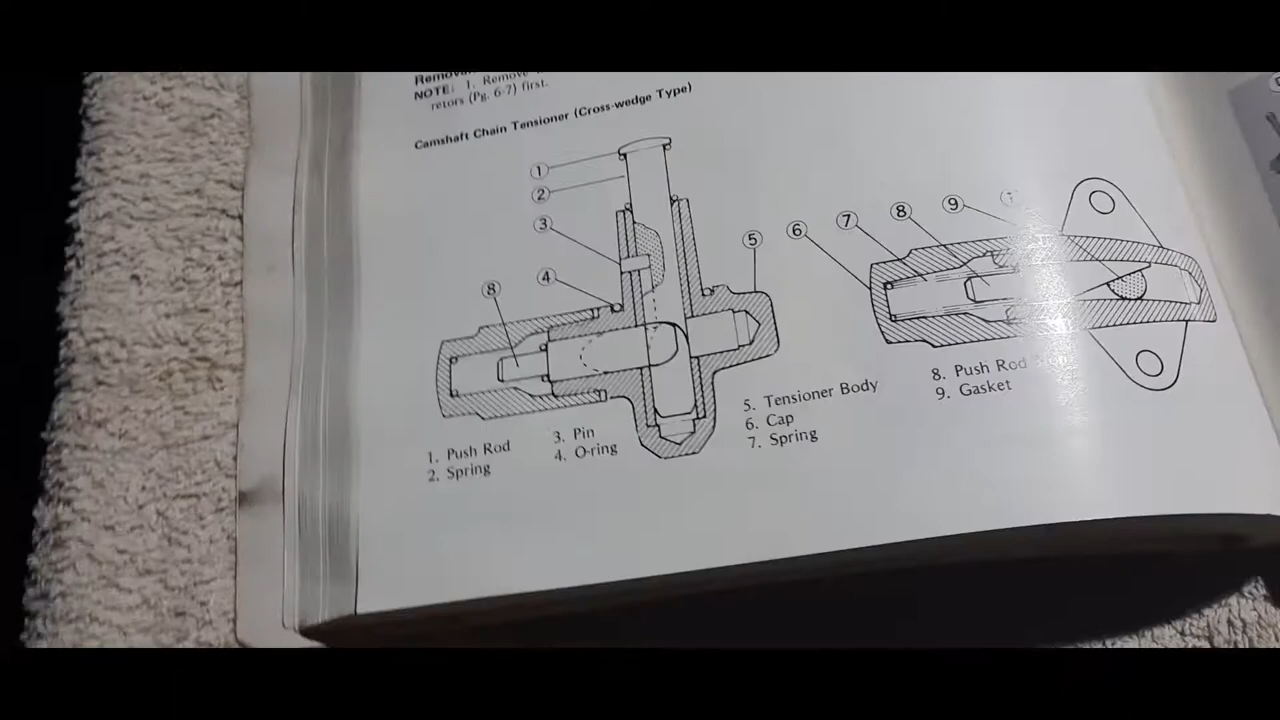 NOTE: 1. Remove
retors (Pg. 6-7) first.
Camshaft Chain Tensioner (Cross-wedge Type)
1
2
3
4
5
6
7
8
9
8
1. Push Rod
2. Spring
3. Pin
4. O-ring
5. Tensioner Body
6. Cap
7. Spring
8. Push Rod
9. Gasket